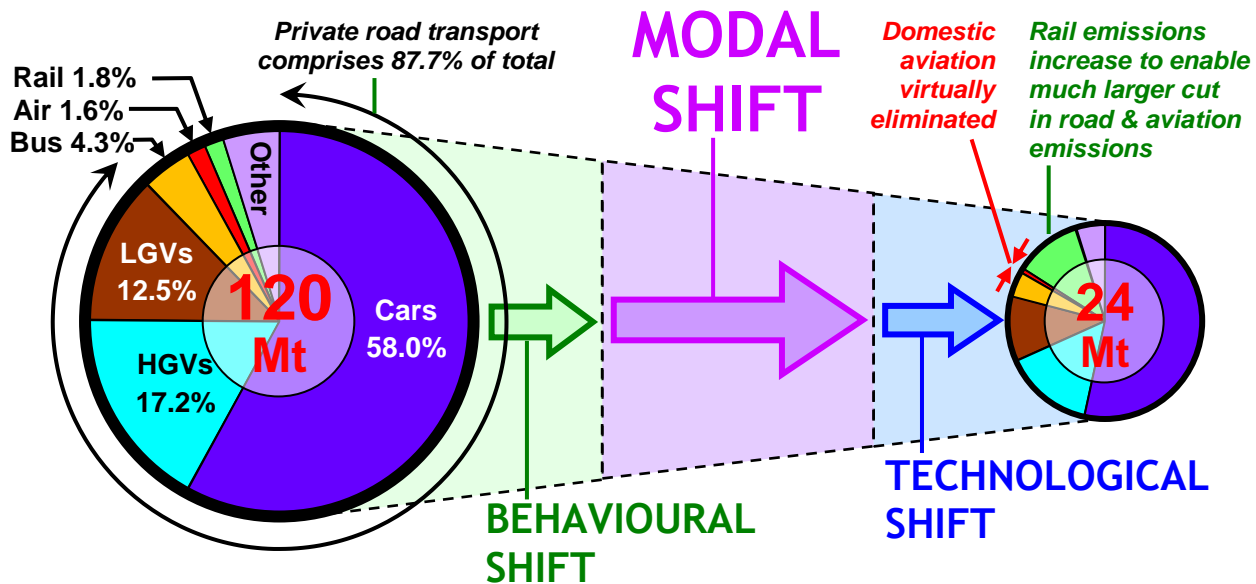 Private road transport
comprises 87.7% of total
MODAL
SHIFT
Domestic
aviation
virtually
eliminated
Rail emissions
increase to enable
much larger cut
in road & aviation
emissions
Rail 1.8%
Air 1.6%
Bus 4.3%
Other
LGVs
12.5%
HGVs
17.2%
120
Mt
Cars
58.0%
24
Mt
BEHAVIOURAL
SHIFT
TECHNOLOGICAL
SHIFT